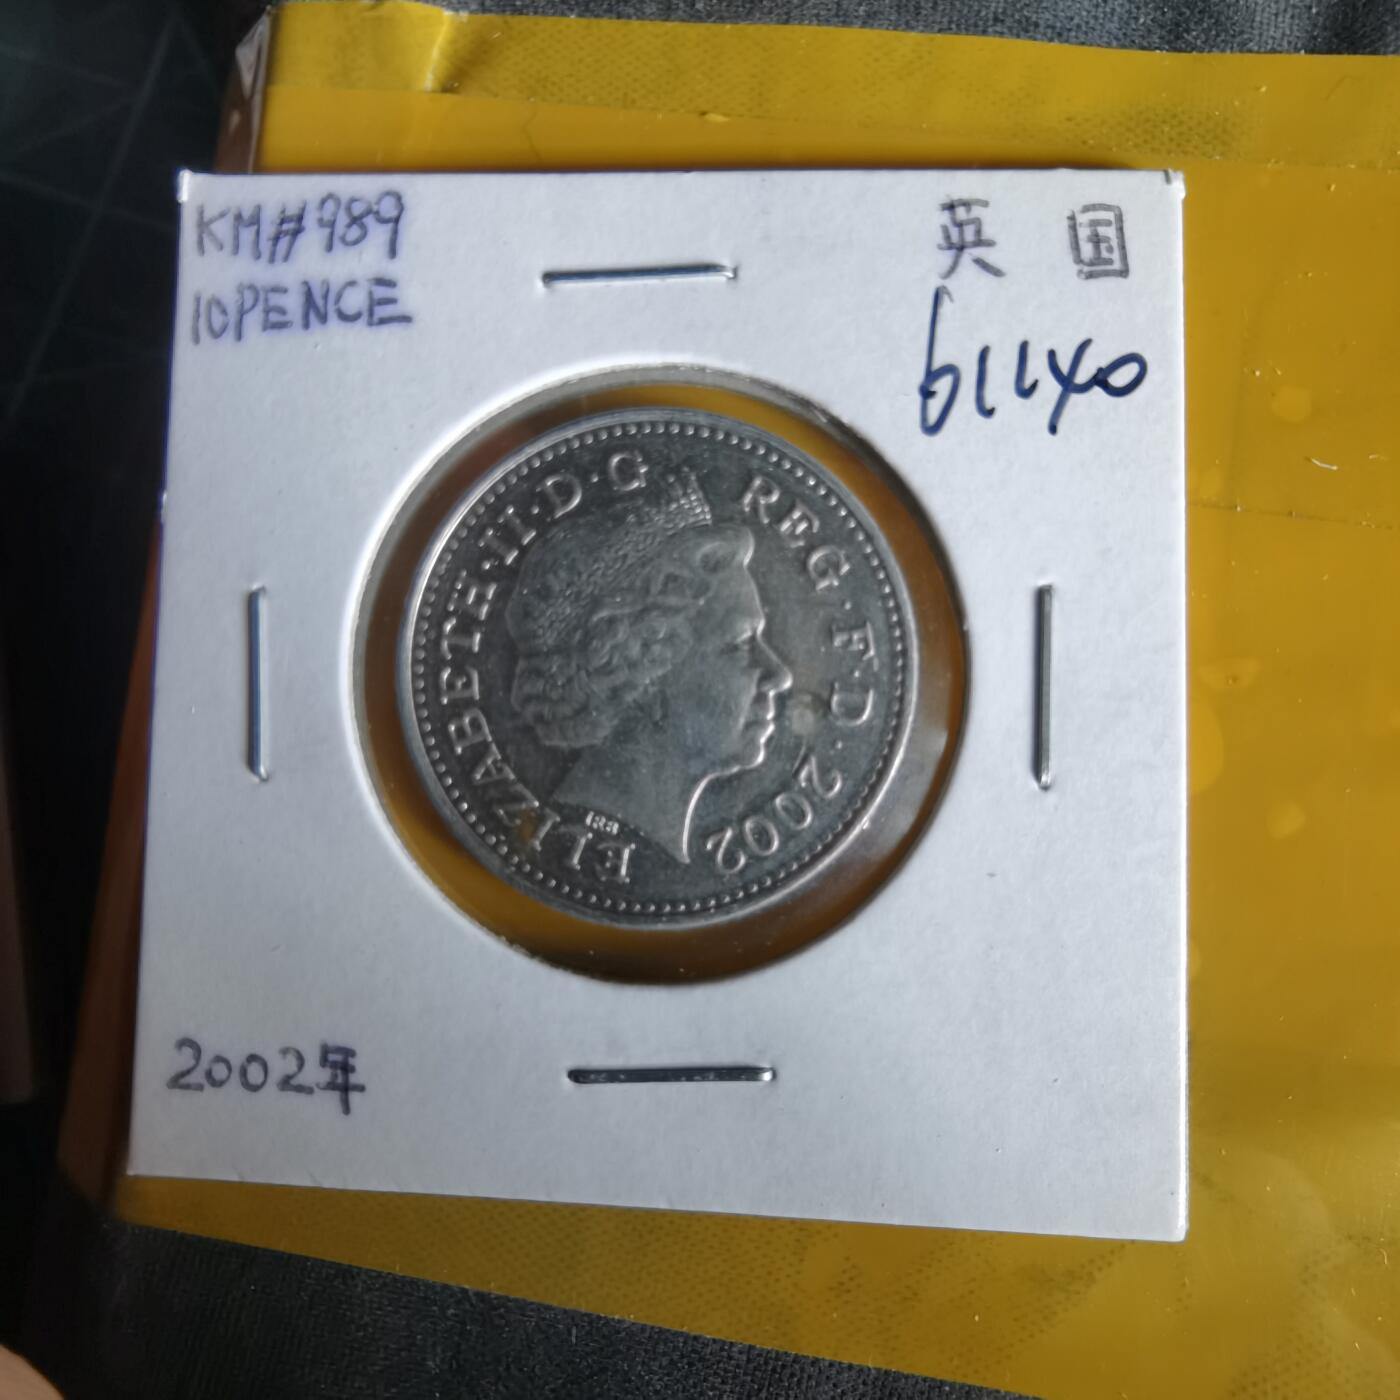 KM#989
10PENCE
英国
61140
ELIZABETH·II·D·G REG·F·D·2002
IRB
2002年